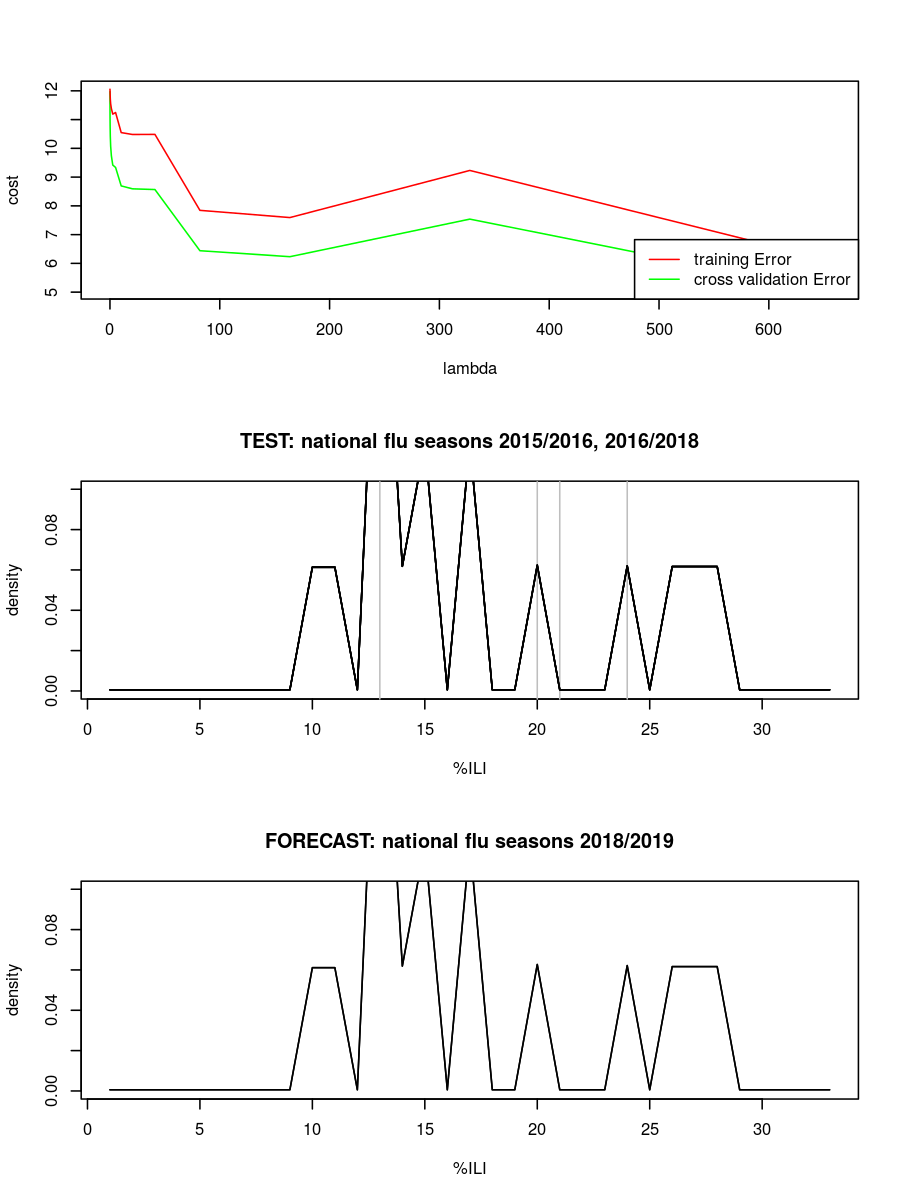 12
10
9
8
7
6
5
cost
training Error
cross validation Error
0 100 200 300 400 500 600
lambda
TEST: national flu seasons 2015/2016, 2016/2018
0.08
0.04
0.00
density
0 5 10 15 20 25 30
%ILI
FORECAST: national flu seasons 2018/2019
0.08
0.04
0.00
density
0 5 10 15 20 25 30
%ILI